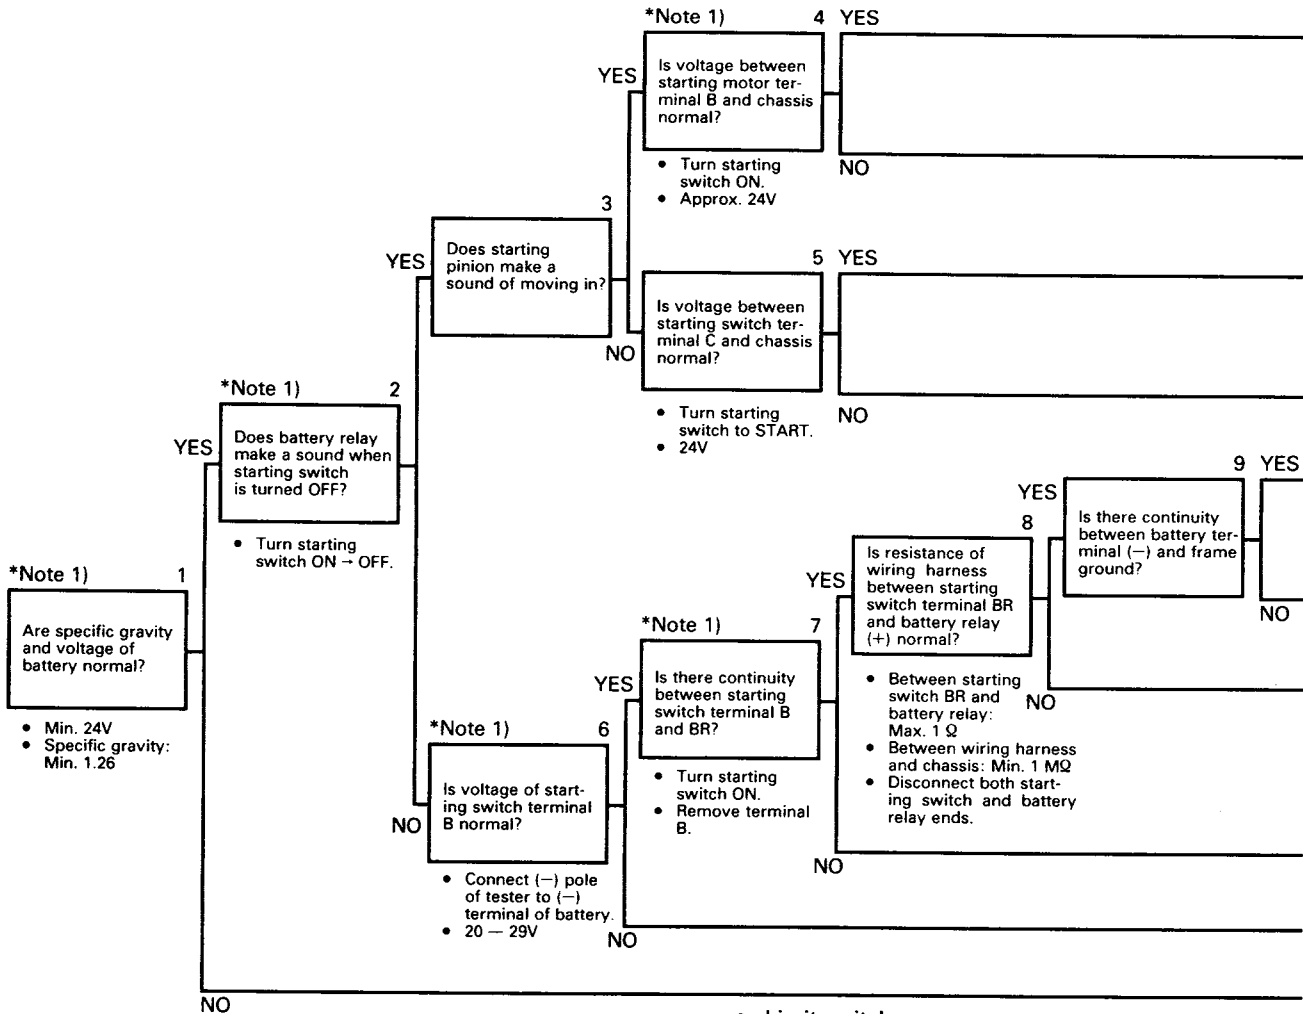 *Note 1) 4 YES
Is voltage between
starting motor ter-
minal B and chassis
normal?
YES
• Turn starting
switch ON.
• Approx. 24V
NO
3
Does starting
pinion make a
sound of moving in?
YES
5 YES
Is voltage between
starting switch ter-
minal C and chassis
normal?
NO
• Turn starting
switch to START.
• 24V
NO
*Note 1) 2
Does battery relay
make a sound when
starting switch
is turned OFF?
YES
• Turn starting
switch ON → OFF.
*Note 1) 1
Are specific gravity
and voltage of
battery normal?
• Min. 24V
• Specific gravity:
Min. 1.26
9 YES
Is there continuity
between battery ter-
minal (−) and frame
ground?
YES
NO
8
Is resistance of
wiring harness
between starting
switch terminal BR
and battery relay
(+) normal?
YES
• Between starting
switch BR and
battery relay:
Max. 1 Ω
• Between wiring harness
and chassis: Min. 1 MΩ
• Disconnect both start-
ing switch and battery
relay ends.
NO
*Note 1) 7
Is there continuity
between starting
switch terminal B
and BR?
YES
• Turn starting
switch ON.
• Remove terminal
B.
NO
*Note 1) 6
Is voltage of start-
ing switch terminal
B normal?
NO
• Connect (−) pole
of tester to (−)
terminal of battery.
• 20 — 29V
NO
NO